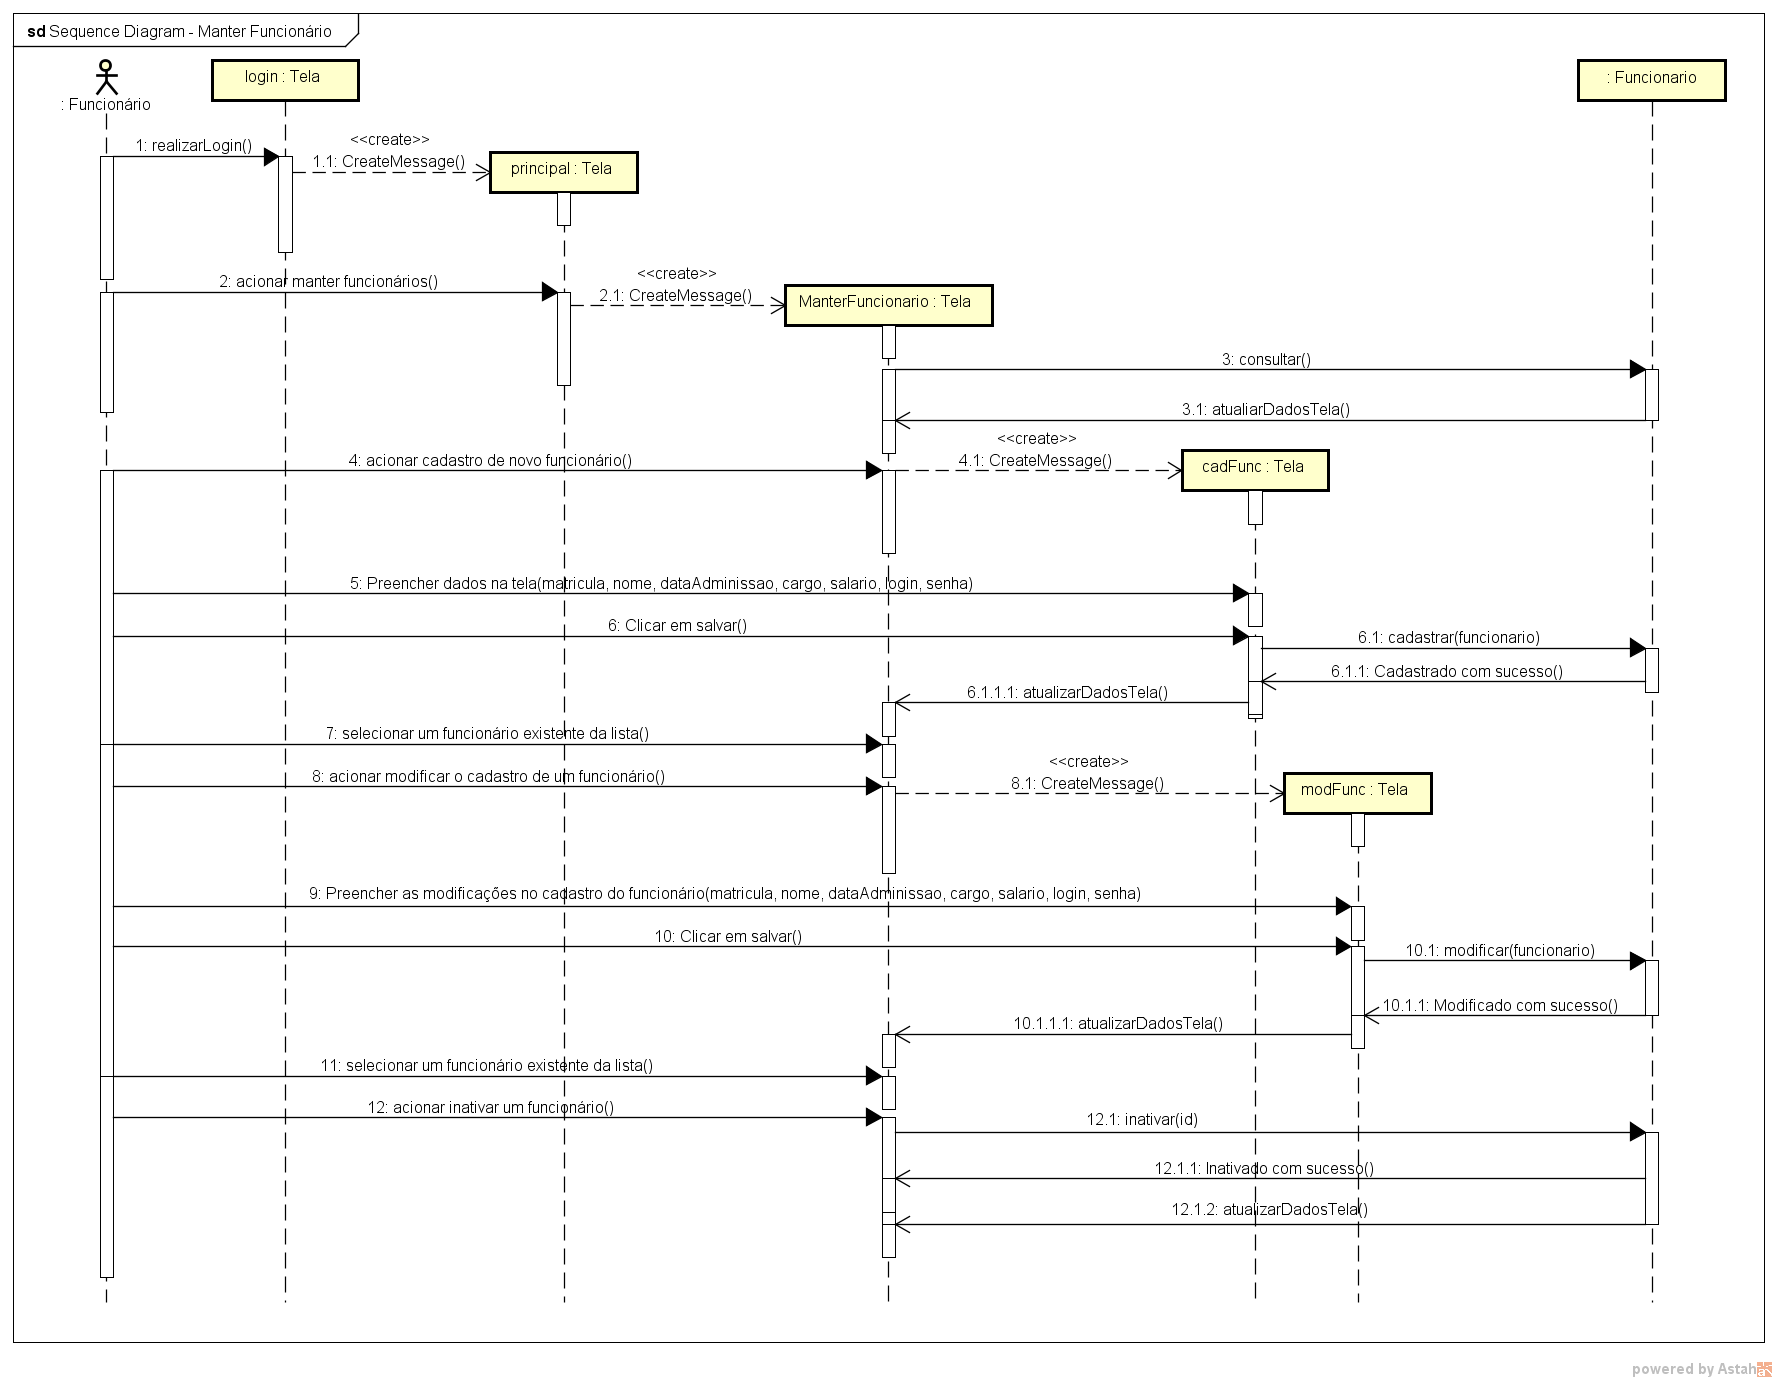 sd Sequence Diagram - Manter Funcionário
: Funcionário
login : Tela
: Funcionario
1: realizarLogin()
<<create>>
1.1: CreateMessage()
principal : Tela
2: acionar manter funcionários()
<<create>>
2.1: CreateMessage()
ManterFuncionario : Tela
3: consultar()
3.1: atualiarDadosTela()
4: acionar cadastro de novo funcionário()
<<create>>
4.1: CreateMessage()
cadFunc : Tela
5: Preencher dados na tela(matricula, nome, dataAdminissao, cargo, salario, login, senha)
6: Clicar em salvar()
6.1: cadastrar(funcionario)
6.1.1: Cadastrado com sucesso()
6.1.1.1: atualizarDadosTela()
7: selecionar um funcionário existente da lista()
8: acionar modificar o cadastro de um funcionário()
<<create>>
8.1: CreateMessage()
modFunc : Tela
9: Preencher as modificações no cadastro do funcionário(matricula, nome, dataAdminissao, cargo, salario, login, senha)
10: Clicar em salvar()
10.1: modificar(funcionario)
10.1.1: Modificado com sucesso()
10.1.1.1: atualizarDadosTela()
11: selecionar um funcionário existente da lista()
12: acionar inativar um funcionário()
12.1: inativar(id)
12.1.1: Inativado com sucesso()
12.1.2: atualizarDadosTela()
powered by Astah